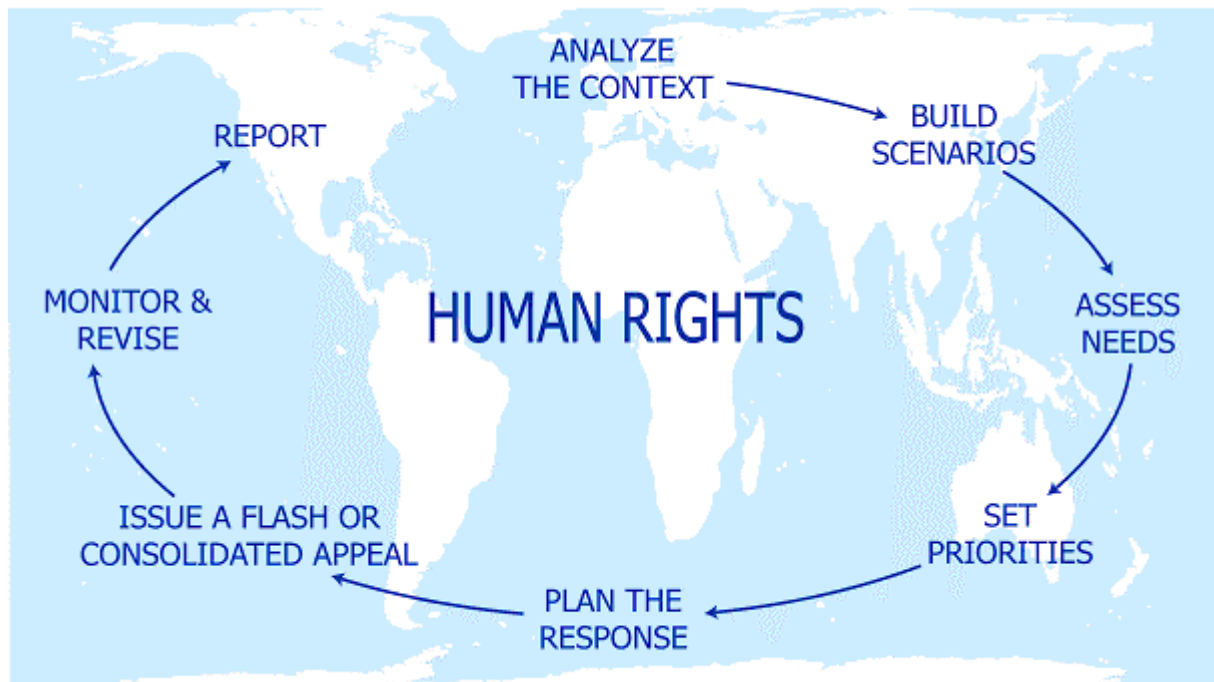 ANALYZE
THE CONTEXT
BUILD
SCENARIOS
ASSESS
NEEDS
SET
PRIORITIES
PLAN THE
RESPONSE
ISSUE A FLASH OR
CONSOLIDATED APPEAL
MONITOR &
REVISE
REPORT
HUMAN RIGHTS